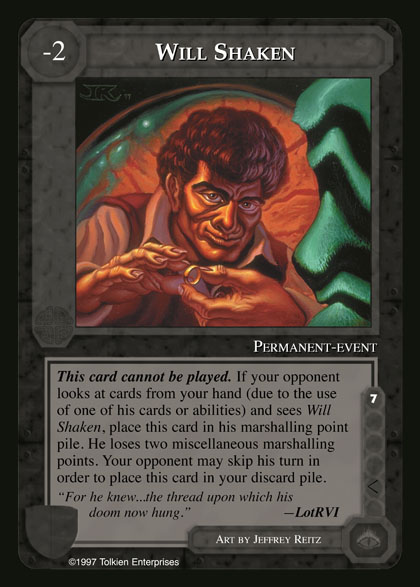 -2
WILL SHAKEN
JR 97
PERMANENT-EVENT
This card cannot be played. If your opponent
looks at cards from your hand (due to the use
of one of his cards or abilities) and sees Will
Shaken, place this card in his marshalling point
pile. He loses two miscellaneous marshalling
points. Your opponent may skip his turn in
order to place this card in your discard pile.
“For he knew...the thread upon which his
doom now hung.” –LotRVI
7
ART BY JEFFREY REITZ
©1997 Tolkien Enterprises